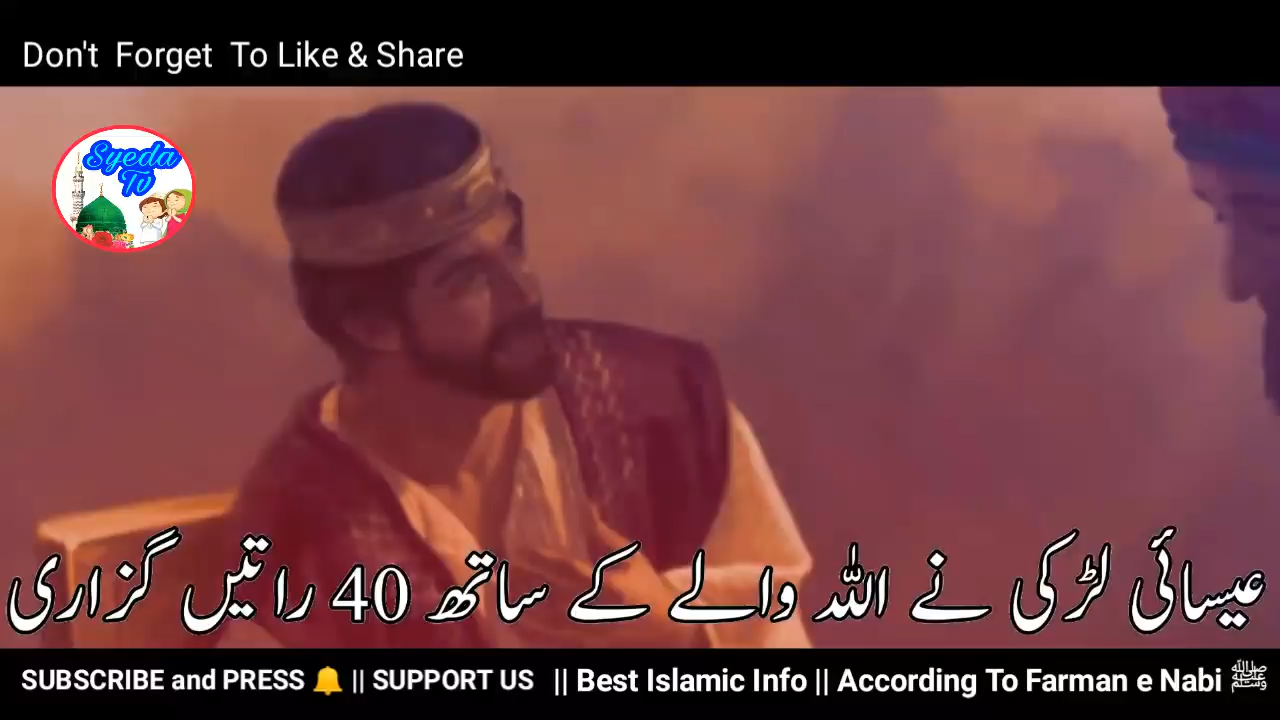 Don't Forget To Like & Share
Syeda
Tv
عیسائی لڑکی نے اللہ والے کے ساتھ 40 راتیں گزاری
SUBSCRIBE and PRESS 🔔 || SUPPORT US || Best Islamic Info || According To Farman e Nabi ﷺ